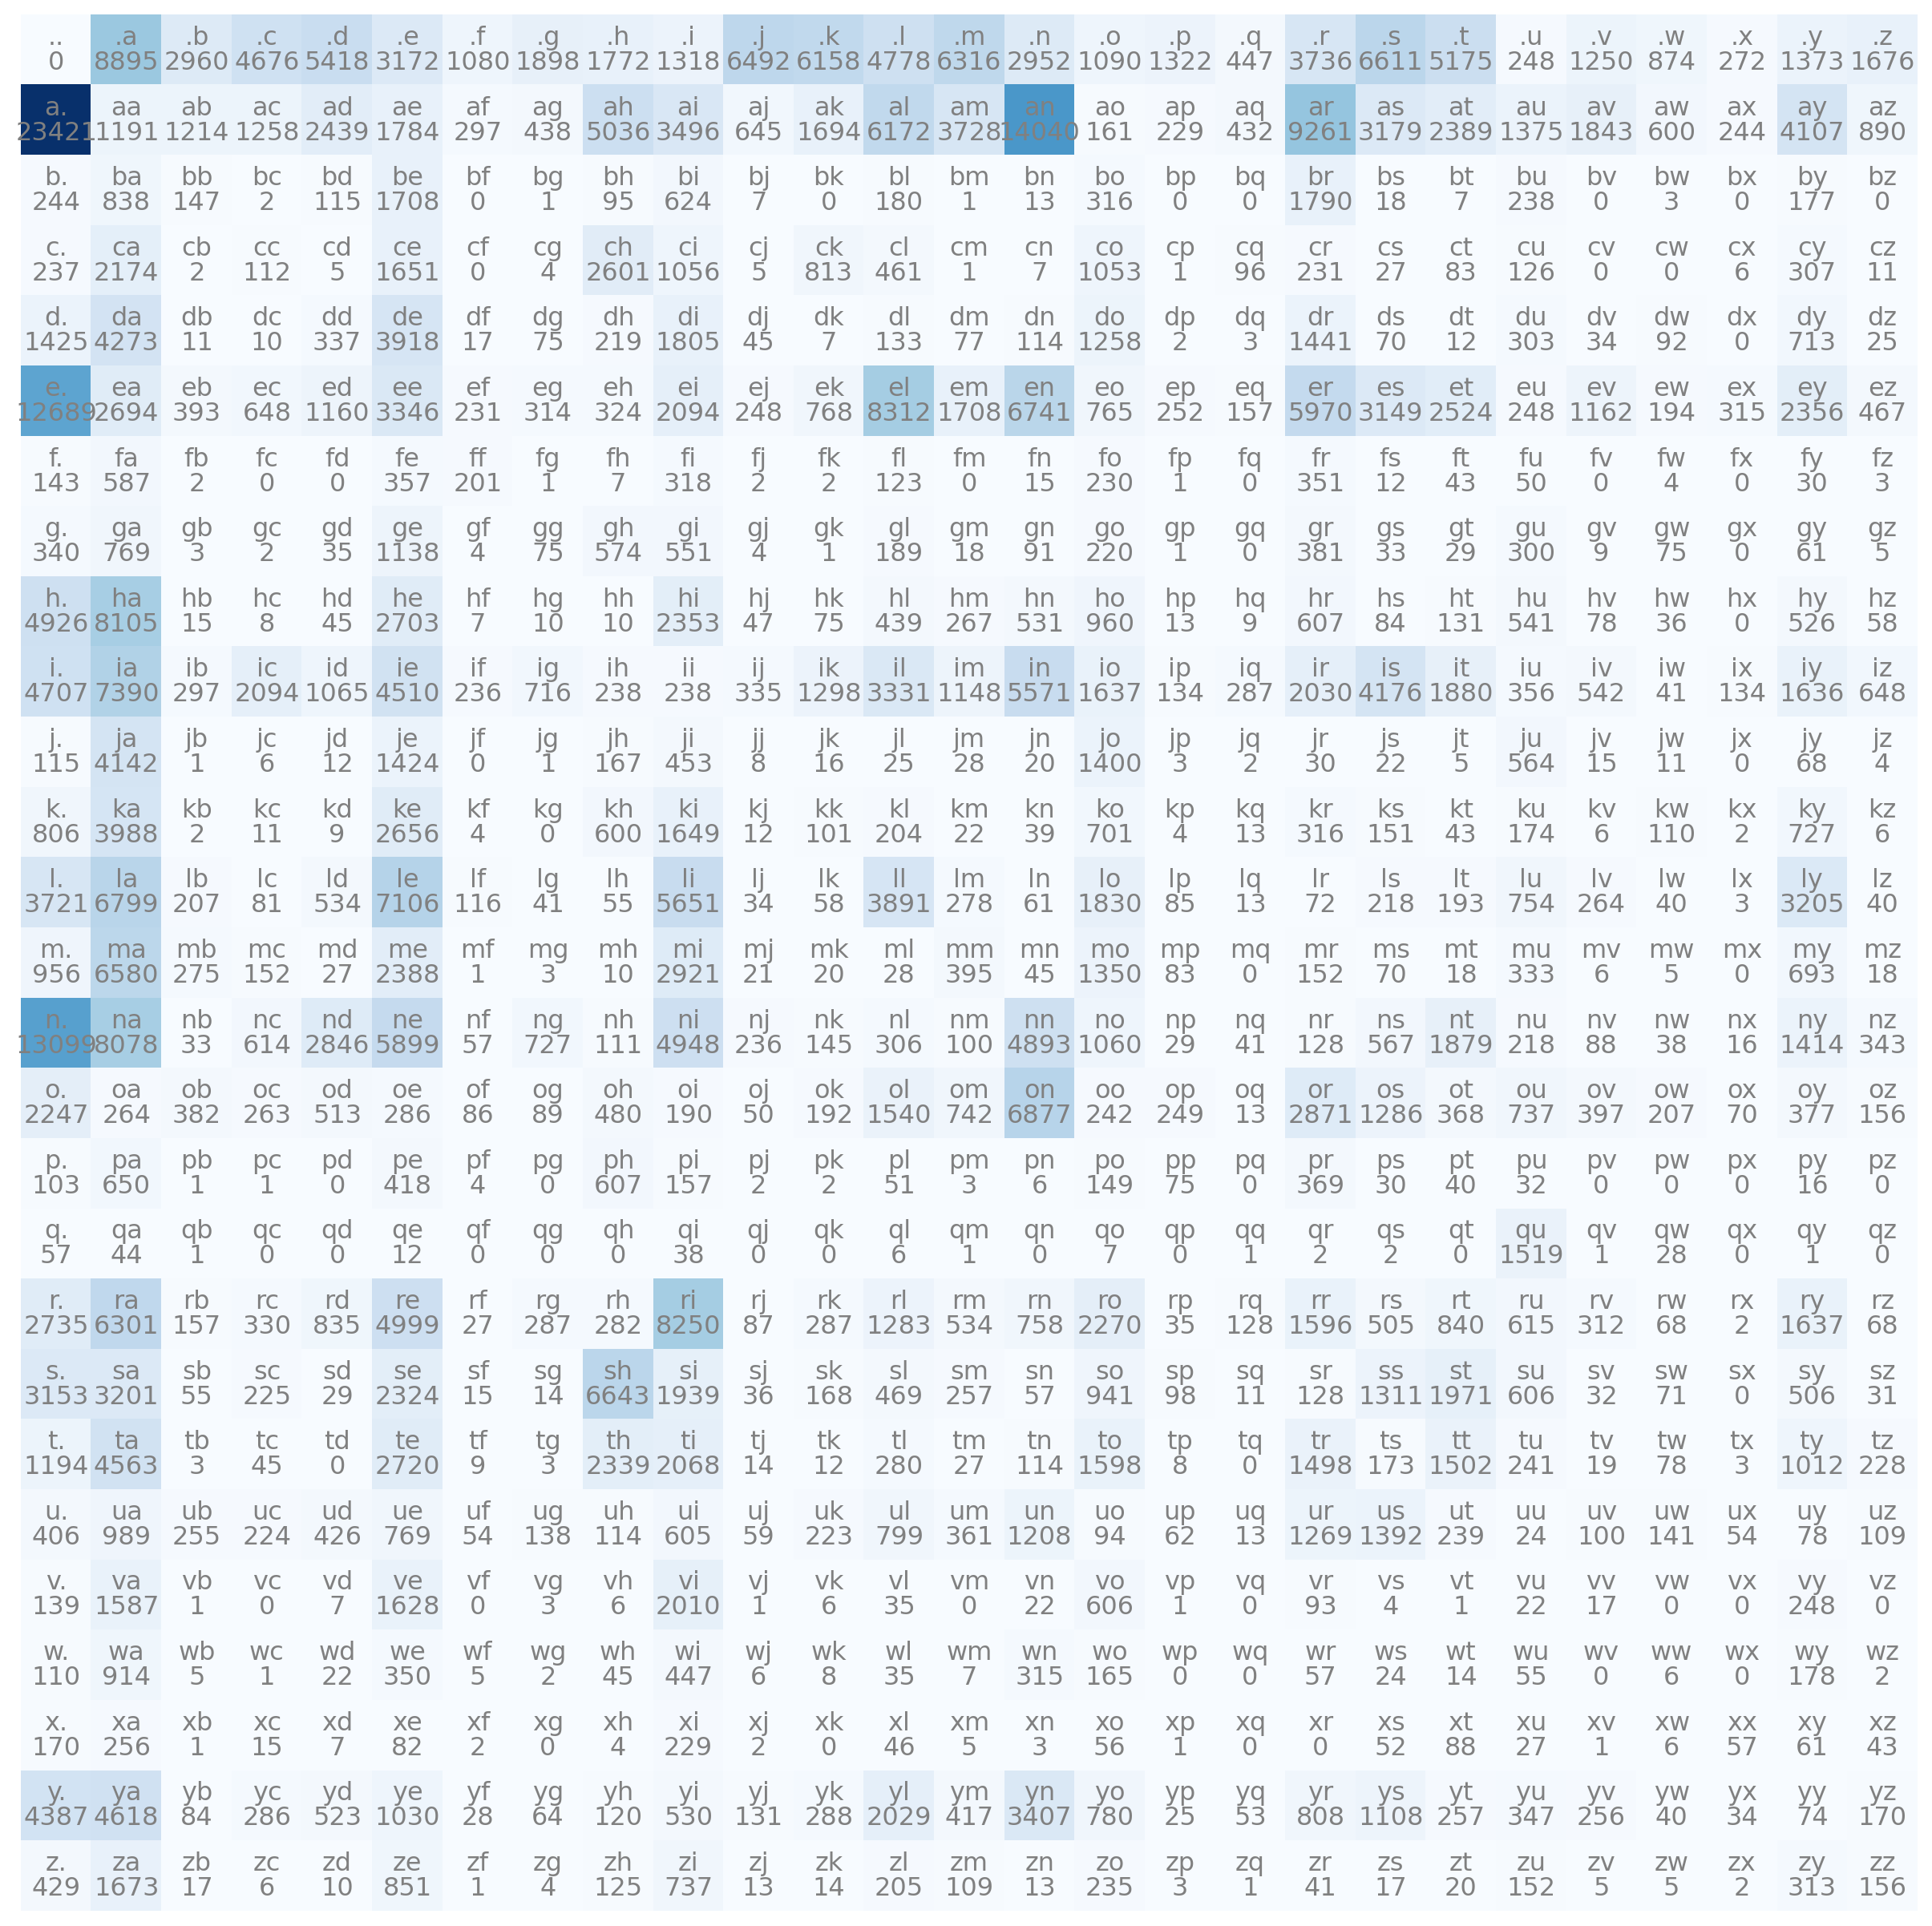 .. .a .b .c .d .e .f .g .h .i .j .k .l .m .n .o .p .q .r .s .t .u .v .w .x .y .z
0 8895 2960 4676 5418 3172 1080 1898 1772 1318 6492 6158 4778 6316 2952 1090 1322 447 3736 6611 5175 248 1250 874 272 1373 1676
a. aa ab ac ad ae af ag ah ai aj ak al am an ao ap aq ar as at au av aw ax ay az
23421 1191 1214 1258 2439 1784 297 438 5036 3496 645 1694 6172 3728 14040 161 229 432 9261 3179 2389 1375 1843 600 244 4107 890
b. ba bb bc bd be bf bg bh bi bj bk bl bm bn bo bp bq br bs bt bu bv bw bx by bz
244 838 147 2 115 1708 0 1 95 624 7 0 180 1 13 316 0 0 1790 18 7 238 0 3 0 177 0
c. ca cb cc cd ce cf cg ch ci cj ck cl cm cn co cp cq cr cs ct cu cv cw cx cy cz
237 2174 2 112 5 1651 0 4 2601 1056 5 813 461 1 7 1053 1 96 231 27 83 126 0 0 6 307 11
d. da db dc dd de df dg dh di dj dk dl dm dn do dp dq dr ds dt du dv dw dx dy dz
1425 4273 11 10 337 3918 17 75 219 1805 45 7 133 77 114 1258 2 3 1441 70 12 303 34 92 0 713 25
e. ea eb ec ed ee ef eg eh ei ej ek el em en eo ep eq er es et eu ev ew ex ey ez
12689 2694 393 648 1160 3346 231 314 324 2094 248 768 8312 1708 6741 765 252 157 5970 3149 2524 248 1162 194 315 2356 467
f. fa fb fc fd fe ff fg fh fi fj fk fl fm fn fo fp fq fr fs ft fu fv fw fx fy fz
143 587 2 0 0 357 201 1 7 318 2 2 123 0 15 230 1 0 351 12 43 50 0 4 0 30 3
g. ga gb gc gd ge gf gg gh gi gj gk gl gm gn go gp gq gr gs gt gu gv gw gx gy gz
340 769 3 2 35 1138 4 75 574 551 4 1 189 18 91 220 1 0 381 33 29 300 9 75 0 61 5
h. ha hb hc hd he hf hg hh hi hj hk hl hm hn ho hp hq hr hs ht hu hv hw hx hy hz
4926 8105 15 8 45 2703 7 10 10 2353 47 75 439 267 531 960 13 9 607 84 131 541 78 36 0 526 58
i. ia ib ic id ie if ig ih ii ij ik il im in io ip iq ir is it iu iv iw ix iy iz
4707 7390 297 2094 1065 4510 236 716 238 238 335 1298 3331 1148 5571 1637 134 287 2030 4176 1880 356 542 41 134 1636 648
j. ja jb jc jd je jf jg jh ji jj jk jl jm jn jo jp jq jr js jt ju jv jw jx jy jz
115 4142 1 6 12 1424 0 1 167 453 8 16 25 28 20 1400 3 2 30 22 5 564 15 11 0 68 4
k. ka kb kc kd ke kf kg kh ki kj kk kl km kn ko kp kq kr ks kt ku kv kw kx ky kz
806 3988 2 11 9 2656 4 0 600 1649 12 101 204 22 39 701 4 13 316 151 43 174 6 110 2 727 6
l. la lb lc ld le lf lg lh li lj lk ll lm ln lo lp lq lr ls lt lu lv lw lx ly lz
3721 6799 207 81 534 7106 116 41 55 5651 34 58 3891 278 61 1830 85 13 72 218 193 754 264 40 3 3205 40
m. ma mb mc md me mf mg mh mi mj mk ml mm mn mo mp mq mr ms mt mu mv mw mx my mz
956 6580 275 152 27 2388 1 3 10 2921 21 20 28 395 45 1350 83 0 152 70 18 333 6 5 0 693 18
n. na nb nc nd ne nf ng nh ni nj nk nl nm nn no np nq nr ns nt nu nv nw nx ny nz
13099 8078 33 614 2846 5899 57 727 111 4948 236 145 306 100 4893 1060 29 41 128 567 1879 218 88 38 16 1414 343
o. oa ob oc od oe of og oh oi oj ok ol om on oo op oq or os ot ou ov ow ox oy oz
2247 264 382 263 513 286 86 89 480 190 50 192 1540 742 6877 242 249 13 2871 1286 368 737 397 207 70 377 156
p. pa pb pc pd pe pf pg ph pi pj pk pl pm pn po pp pq pr ps pt pu pv pw px py pz
103 650 1 1 0 418 4 0 607 157 2 2 51 3 6 149 75 0 369 30 40 32 0 0 0 16 0
q. qa qb qc qd qe qf qg qh qi qj qk ql qm qn qo qp qq qr qs qt qu qv qw qx qy qz
57 44 1 0 0 12 0 0 0 38 0 0 6 1 0 7 0 1 2 2 0 1519 1 28 0 1 0
r. ra rb rc rd re rf rg rh ri rj rk rl rm rn ro rp rq rr rs rt ru rv rw rx ry rz
2735 6301 157 330 835 4999 27 287 282 8250 87 287 1283 534 758 2270 35 128 1596 505 840 615 312 68 2 1637 68
s. sa sb sc sd se sf sg sh si sj sk sl sm sn so sp sq sr ss st su sv sw sx sy sz
3153 3201 55 225 29 2324 15 14 6643 1939 36 168 469 257 57 941 98 11 128 1311 1971 606 32 71 0 506 31
t. ta tb tc td te tf tg th ti tj tk tl tm tn to tp tq tr ts tt tu tv tw tx ty tz
1194 4563 3 45 0 2720 9 3 2339 2068 14 12 280 27 114 1598 8 0 1498 173 1502 241 19 78 3 1012 228
u. ua ub uc ud ue uf ug uh ui uj uk ul um un uo up uq ur us ut uu uv uw ux uy uz
406 989 255 224 426 769 54 138 114 605 59 223 799 361 1208 94 62 13 1269 1392 239 24 100 141 54 78 109
v. va vb vc vd ve vf vg vh vi vj vk vl vm vn vo vp vq vr vs vt vu vv vw vx vy vz
139 1587 1 0 7 1628 0 3 6 2010 1 6 35 0 22 606 1 0 93 4 1 22 17 0 0 248 0
w. wa wb wc wd we wf wg wh wi wj wk wl wm wn wo wp wq wr ws wt wu wv ww wx wy wz
110 914 5 1 22 350 5 2 45 447 6 8 35 7 315 165 0 0 57 24 14 55 0 6 0 178 2
x. xa xb xc xd xe xf xg xh xi xj xk xl xm xn xo xp xq xr xs xt xu xv xw xx xy xz
170 256 1 15 7 82 2 0 4 229 2 0 46 5 3 56 1 0 0 52 88 27 1 6 57 61 43
y. ya yb yc yd ye yf yg yh yi yj yk yl ym yn yo yp yq yr ys yt yu yv yw yx yy yz
4387 4618 84 286 523 1030 28 64 120 530 131 288 2029 417 3407 780 25 53 808 1108 257 347 256 40 34 74 170
z. za zb zc zd ze zf zg zh zi zj zk zl zm zn zo zp zq zr zs zt zu zv zw zx zy zz
429 1673 17 6 10 851 1 4 125 737 13 14 205 109 13 235 3 1 41 17 20 152 5 5 2 313 156